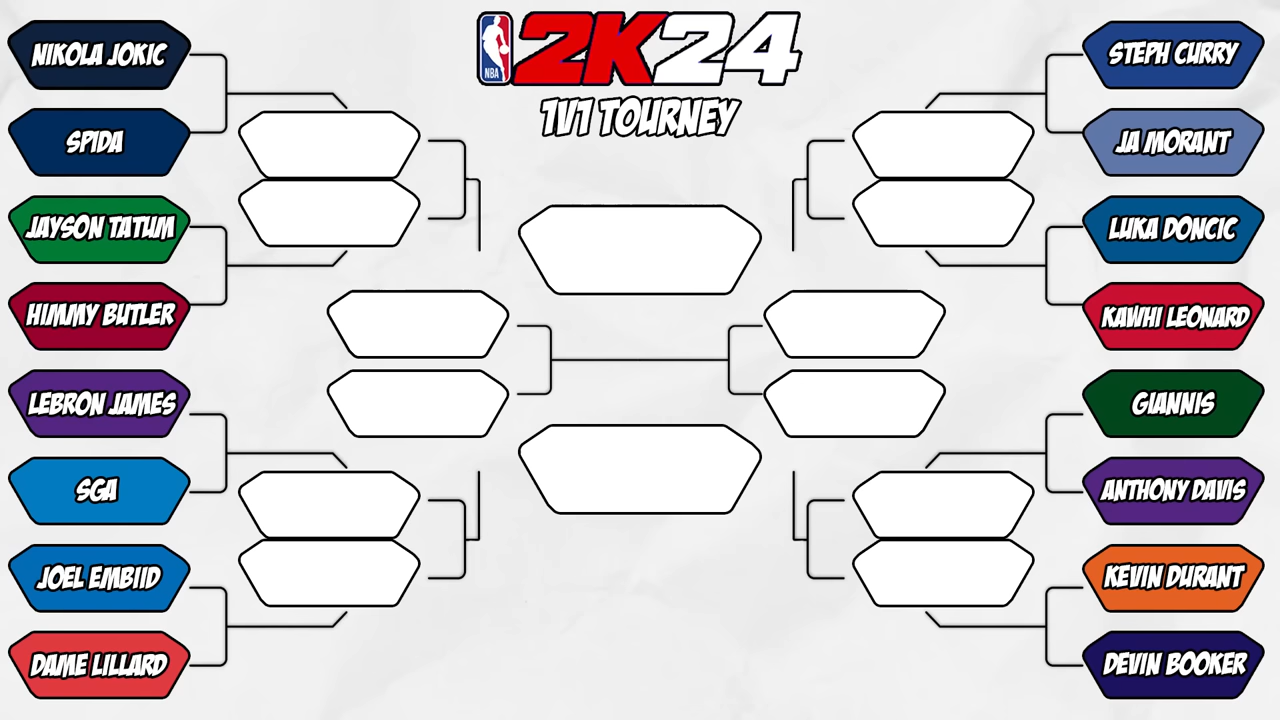 NBA 2K24
1V1 TOURNEY
NIKOLA JOKIC
SPIDA
JAYSON TATUM
HIMMY BUTLER
LEBRON JAMES
SGA
JOEL EMBIID
DAME LILLARD
STEPH CURRY
JA MORANT
LUKA DONCIC
KAWHI LEONARD
GIANNIS
ANTHONY DAVIS
KEVIN DURANT
DEVIN BOOKER